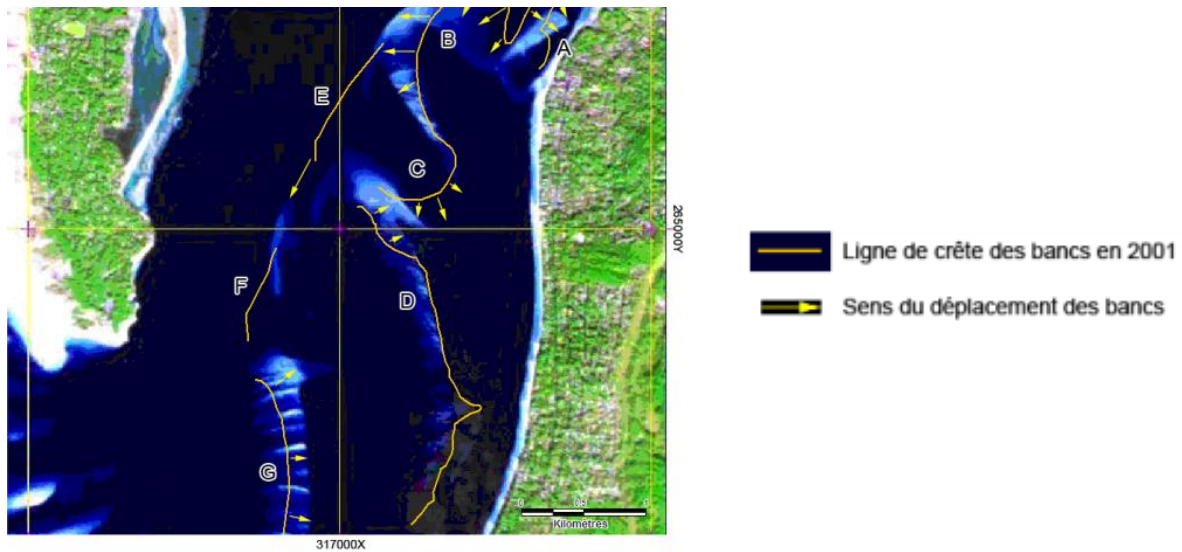 B
A
E
C
265000Y
F
D
G
0 0,5 1
Kilomètres
317000X
Ligne de crête des bancs en 2001
Sens du déplacement des bancs